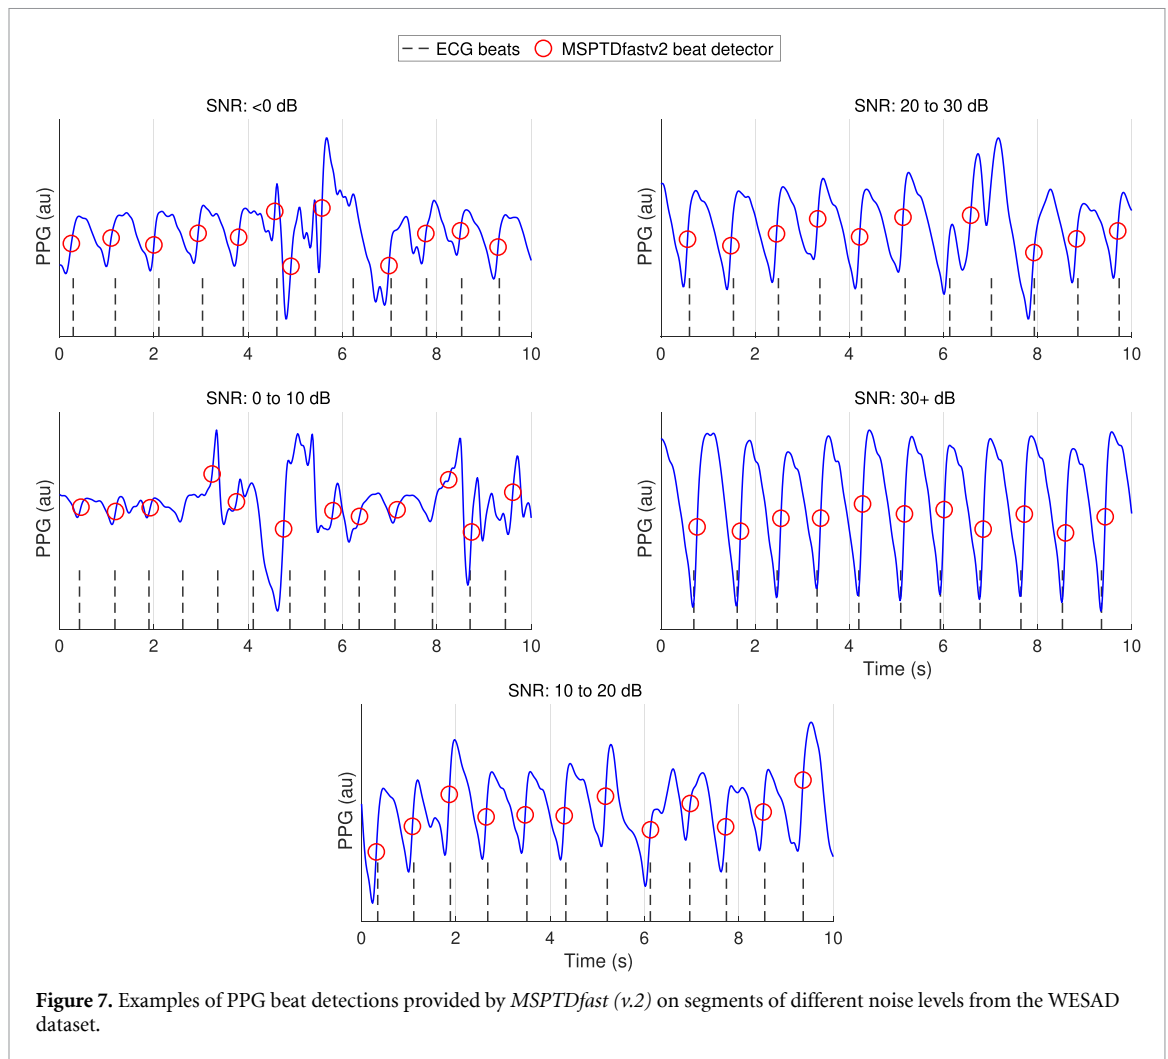 ECG beats MSPTDfastv2 beat detector
SNR: <0 dB
PPG (au)
0 2 4 6 8 10
SNR: 20 to 30 dB
PPG (au)
0 2 4 6 8 10
SNR: 0 to 10 dB
PPG (au)
0 2 4 6 8 10
SNR: 30+ dB
PPG (au)
0 2 4 6 8 10
Time (s)
SNR: 10 to 20 dB
PPG (au)
0 2 4 6 8 10
Time (s)
Figure 7. Examples of PPG beat detections provided by MSPTDfast (v.2) on segments of different noise levels from the WESAD
dataset.